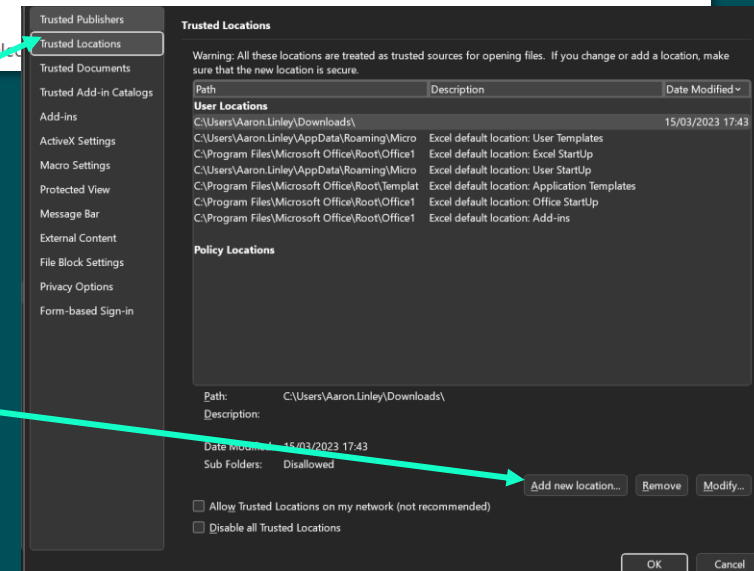 Trusted Publishers
Trusted Locations
Trusted Documents
Trusted Add-in Catalogs
Add-ins
ActiveX Settings
Macro Settings
Protected View
Message Bar
External Content
File Block Settings
Privacy Options
Form-based Sign-in
Trusted Locations
Warning: All these locations are treated as trusted sources for opening files. If you change or add a location, make
sure that the new location is secure.
Path Description Date Modified
User Locations
C:\Users\Aaron.Linley\Downloads\ 15/03/2023 17:43
C:\Users\Aaron.Linley\AppData\Roaming\Micro Excel default location: User Templates
C:\Program Files\Microsoft Office\Root\Office1 Excel default location: Excel StartUp
C:\Users\Aaron.Linley\AppData\Roaming\Micro Excel default location: User StartUp
C:\Program Files\Microsoft Office\Root\Templat Excel default location: Application Templates
C:\Program Files\Microsoft Office\Root\Office1 Excel default location: Office StartUp
C:\Program Files\Microsoft Office\Root\Office1 Excel default location: Add-ins
Policy Locations
Path: C:\Users\Aaron.Linley\Downloads\
Description:
Date Modified: 15/03/2023 17:43
Sub Folders: Disallowed
Add new location... Remove Modify...
Allow Trusted Locations on my network (not recommended)
Disable all Trusted Locations
OK Cancel